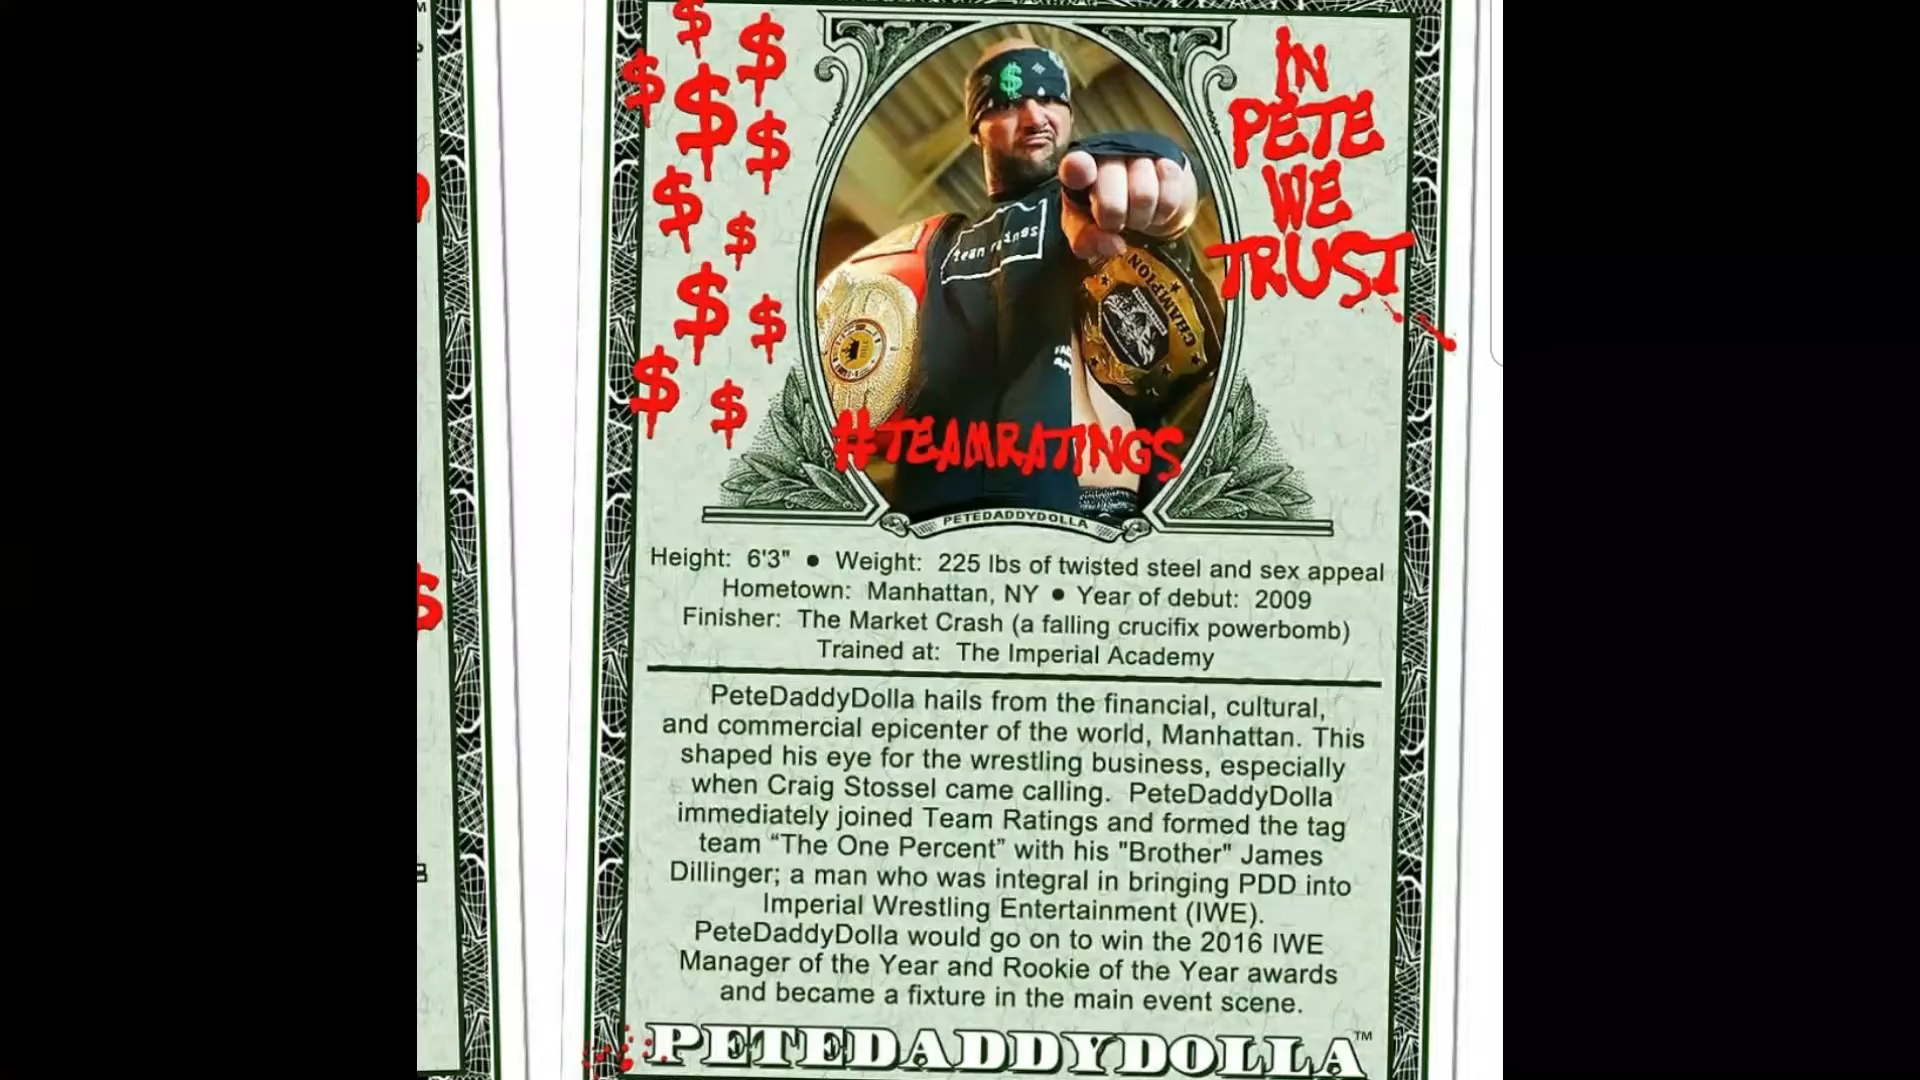 $ $ $ $ $ $ $ $ $ $ $ $
IN
PETE
WE
TRUST
$
team
CHAMPION
#TEAMRATINGS
PETEDADDYDOLLA
Height: 6'3" ● Weight: 225 lbs of twisted steel and sex appeal
Hometown: Manhattan, NY ● Year of debut: 2009
Finisher: The Market Crash (a falling crucifix powerbomb)
Trained at: The Imperial Academy
PeteDaddyDolla hails from the financial, cultural,
and commercial epicenter of the world, Manhattan. This
shaped his eye for the wrestling business, especially
when Craig Stossel came calling. PeteDaddyDolla
immediately joined Team Ratings and formed the tag
team “The One Percent” with his "Brother" James
Dillinger; a man who was integral in bringing PDD into
Imperial Wrestling Entertainment (IWE).
PeteDaddyDolla would go on to win the 2016 IWE
Manager of the Year and Rookie of the Year awards
and became a fixture in the main event scene.
PETEDADDYDOLLA™